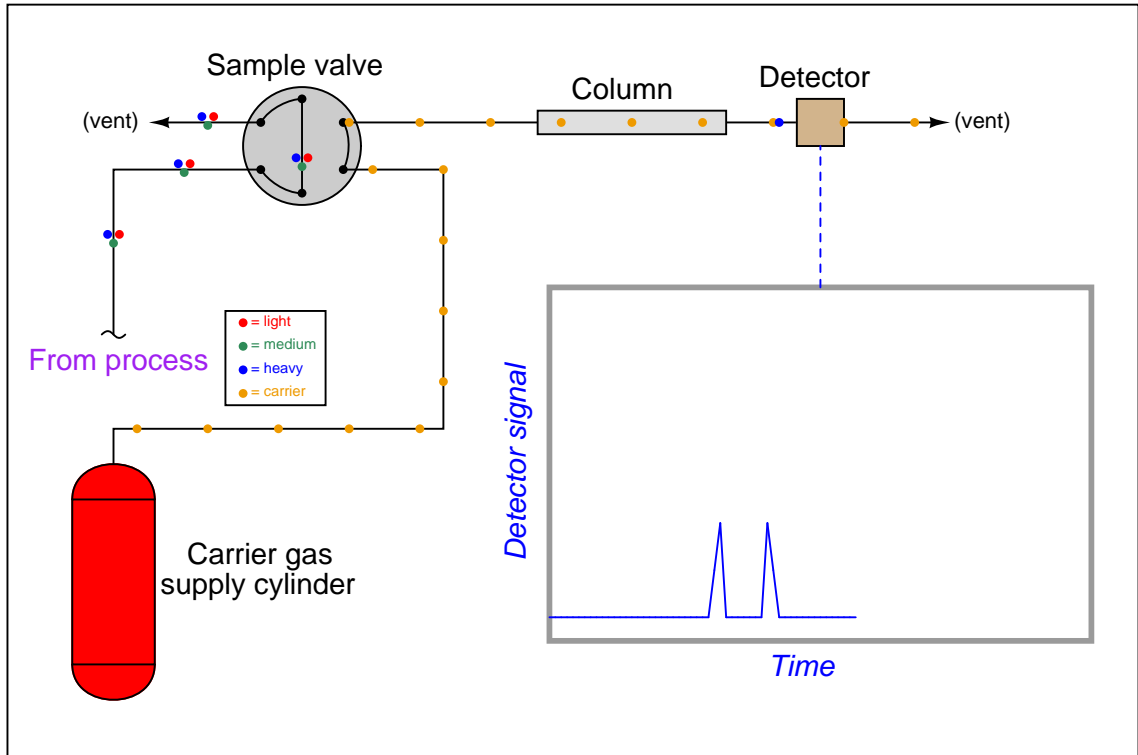 Sample valve
Column
Detector
(vent)
(vent)
= light
= medium
= heavy
= carrier
From process
Detector signal
Carrier gas
supply cylinder
Time